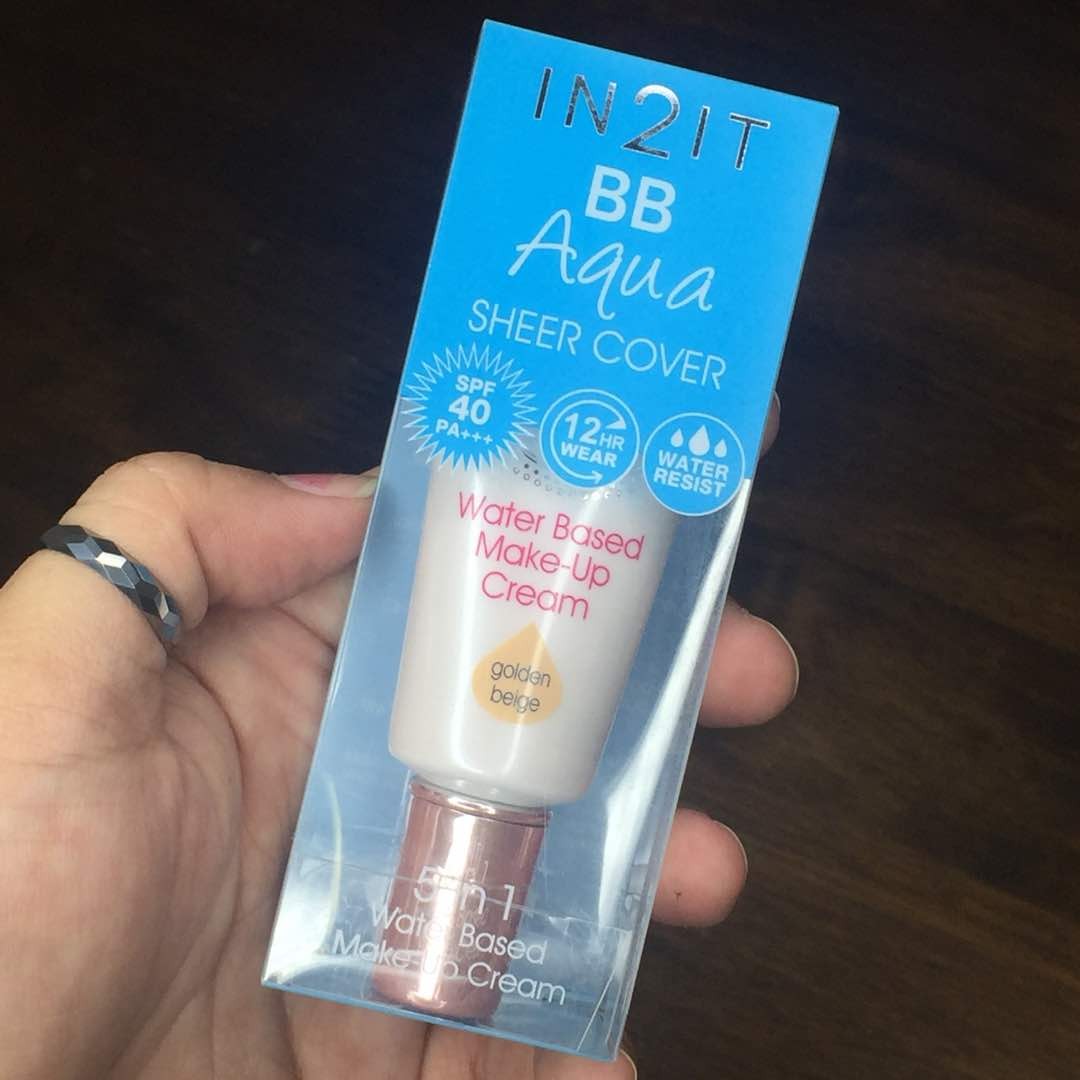 IN2IT
BB
Aqua
SHEER COVER
SPF
40
PA+++
12HR
WEAR
WATER
RESIST
Water Based
Make-Up
Cream
golden
beige
5 in 1
Water Based
Make-Up Cream